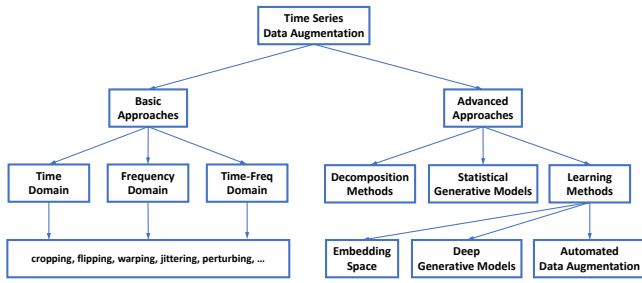 Time Series
Data Augmentation
Basic
Approaches
Advanced
Approaches
Time
Domain
Frequency
Domain
Time-Freq
Domain
Decomposition
Methods
Statistical
Generative Models
Learning
Methods
cropping, flipping, warping, jittering, perturbing, ...
Embedding
Space
Deep
Generative Models
Automated
Data Augmentation